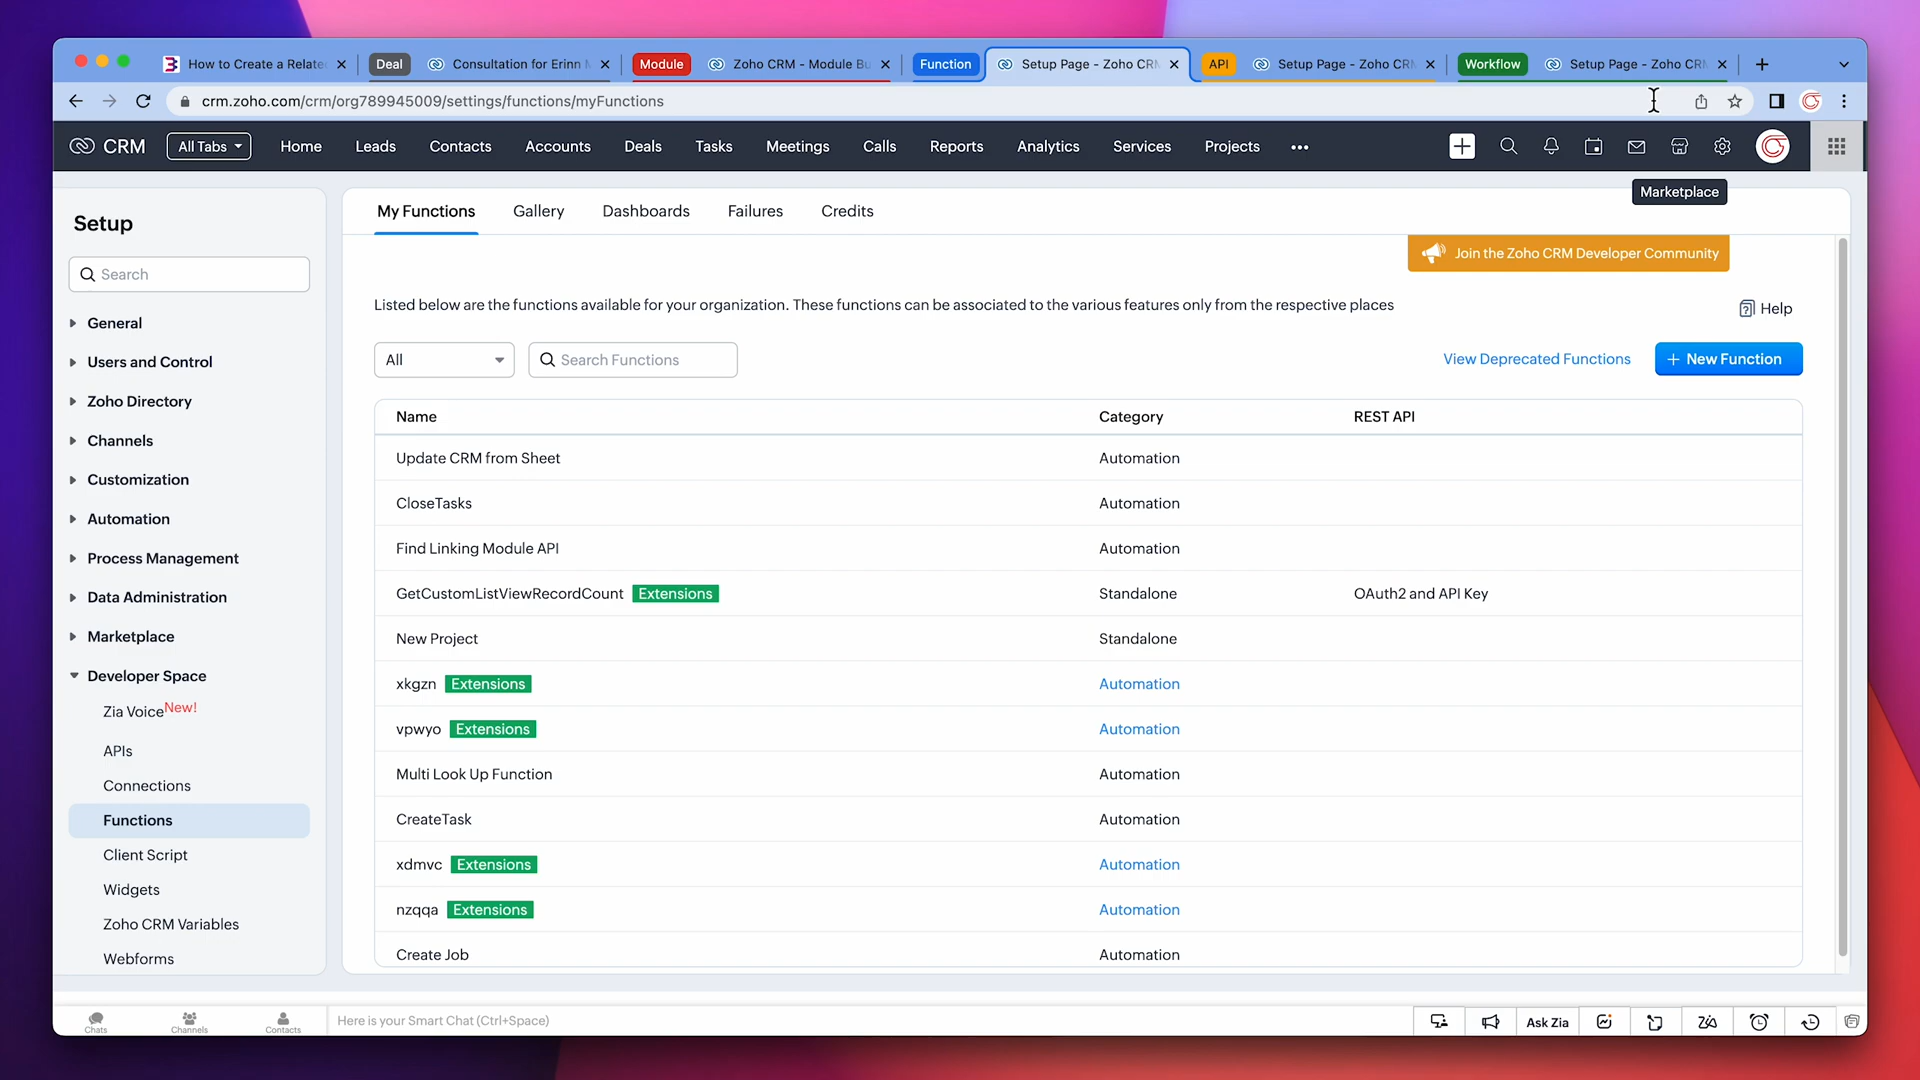 How to Create a Relate
Deal
Consultation for Erinn M
Module
Zoho CRM - Module Bu
Function
Setup Page - Zoho CRM
API
Setup Page - Zoho CRM
Workflow
Setup Page - Zoho CRM
crm.zoho.com/crm/org789945009/settings/functions/myFunctions
CRM
All Tabs
Home
Leads
Contacts
Accounts
Deals
Tasks
Meetings
Calls
Reports
Analytics
Services
Projects
Marketplace
Setup
Search
General
Users and Control
Zoho Directory
Channels
Customization
Automation
Process Management
Data Administration
Marketplace
Developer Space
Zia Voice New!
APIs
Connections
Functions
Client Script
Widgets
Zoho CRM Variables
Webforms
My Functions
Gallery
Dashboards
Failures
Credits
Join the Zoho CRM Developer Community
Listed below are the functions available for your organization. These functions can be associated to the various features only from the respective places
Help
All
Search Functions
View Deprecated Functions
+ New Function
Name Category REST API
Update CRM from Sheet Automation
CloseTasks Automation
Find Linking Module API Automation
GetCustomListViewRecordCount Extensions Standalone OAuth2 and API Key
New Project Standalone
xkgzn Extensions Automation
vpwyo Extensions Automation
Multi Look Up Function Automation
CreateTask Automation
xdmvc Extensions Automation
nzqqa Extensions Automation
Create Job Automation
Chats
Channels
Contacts
Here is your Smart Chat (Ctrl+Space)
Ask Zia